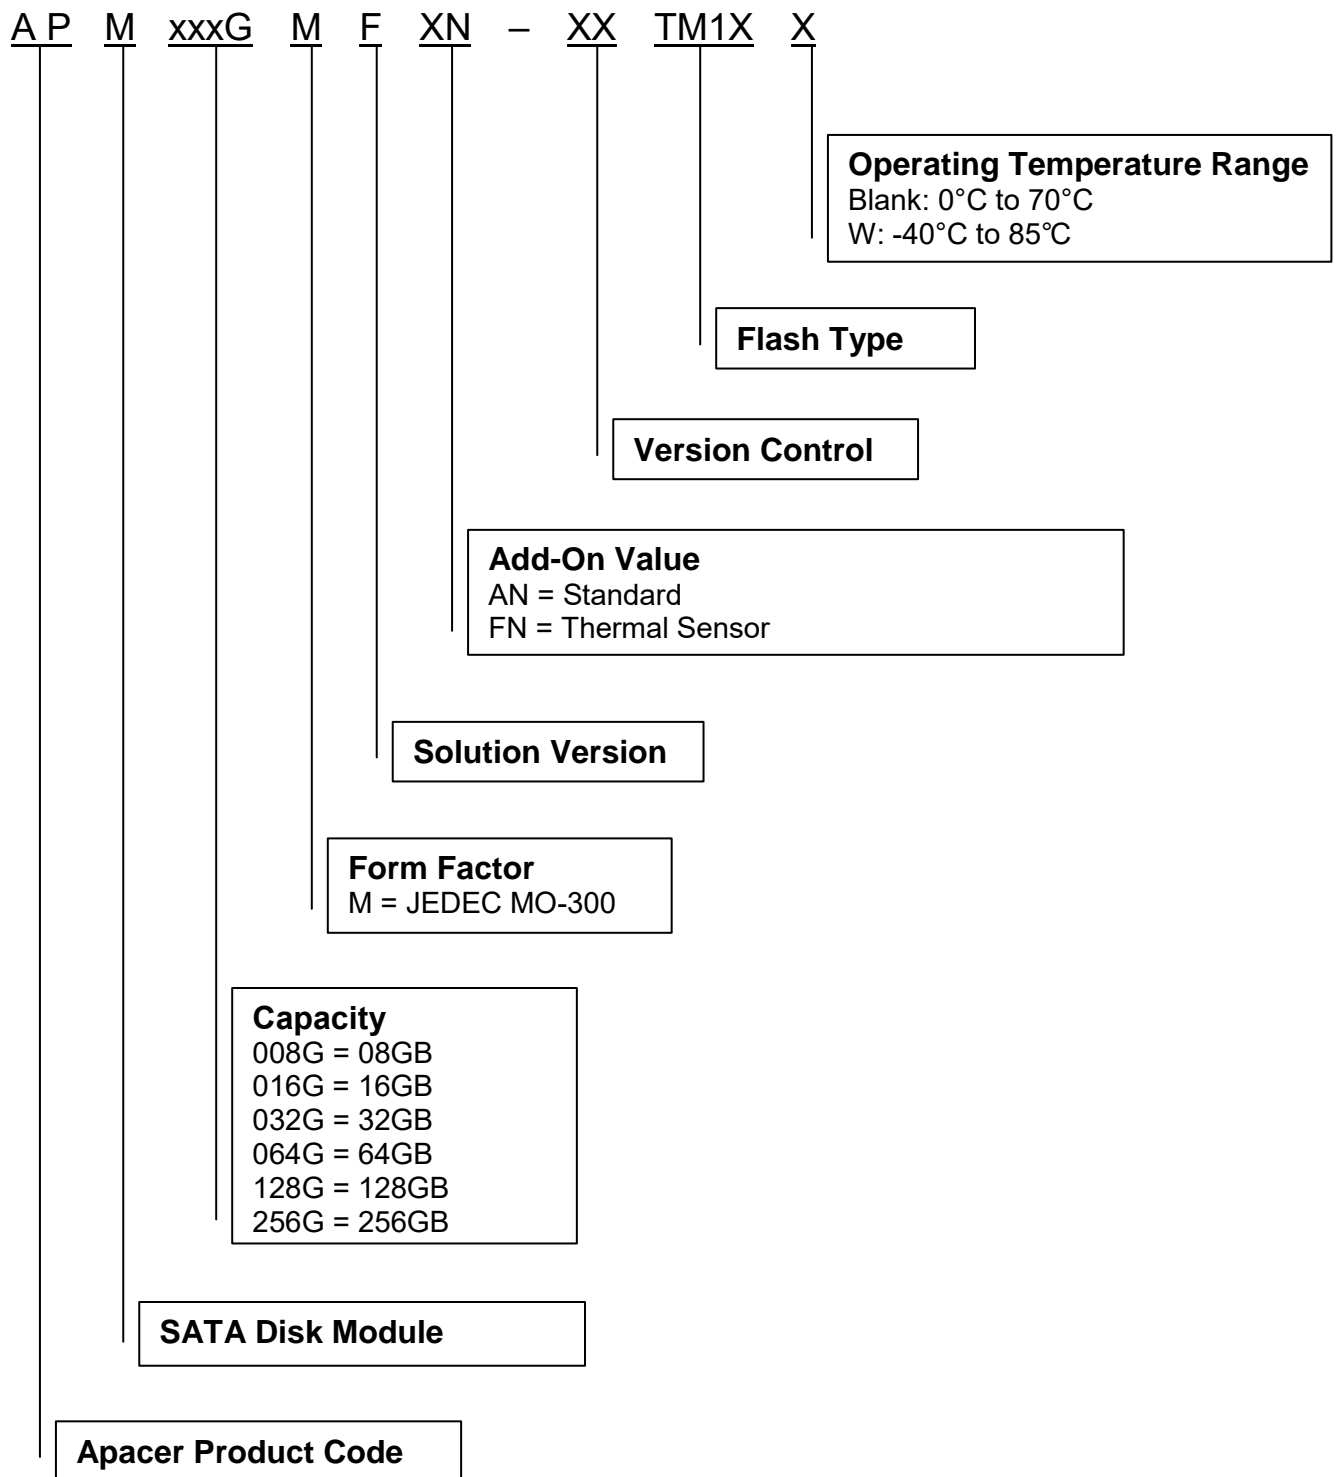 A P M xxxG M F XN – XX TM1X X
Operating Temperature Range
Blank: 0°C to 70°C
W: -40°C to 85℃
Flash Type
Version Control
Add-On Value
AN = Standard
FN = Thermal Sensor
Solution Version
Form Factor
M = JEDEC MO-300
Capacity
008G = 08GB
016G = 16GB
032G = 32GB
064G = 64GB
128G = 128GB
256G = 256GB
SATA Disk Module
Apacer Product Code